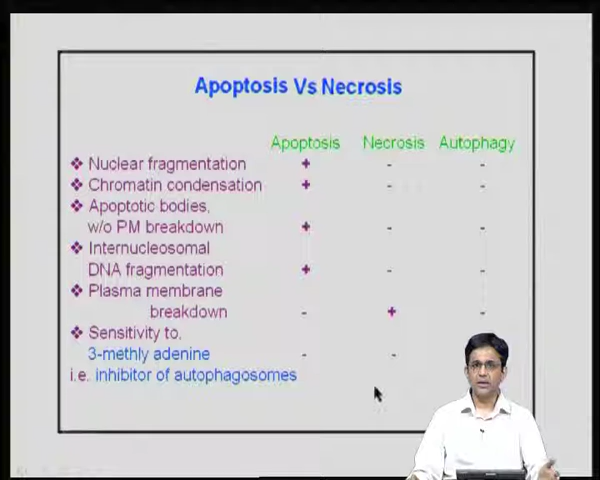 Apoptosis Vs Necrosis
Apoptosis Necrosis Autophagy
❖ Nuclear fragmentation + - -
❖ Chromatin condensation + - -
❖ Apoptotic bodies,
w/o PM breakdown + - -
❖ Internucleosomal
DNA fragmentation + - -
❖ Plasma membrane
breakdown - + -
❖ Sensitivity to,
3-methly adenine - -
i.e. inhibitor of autophagosomes